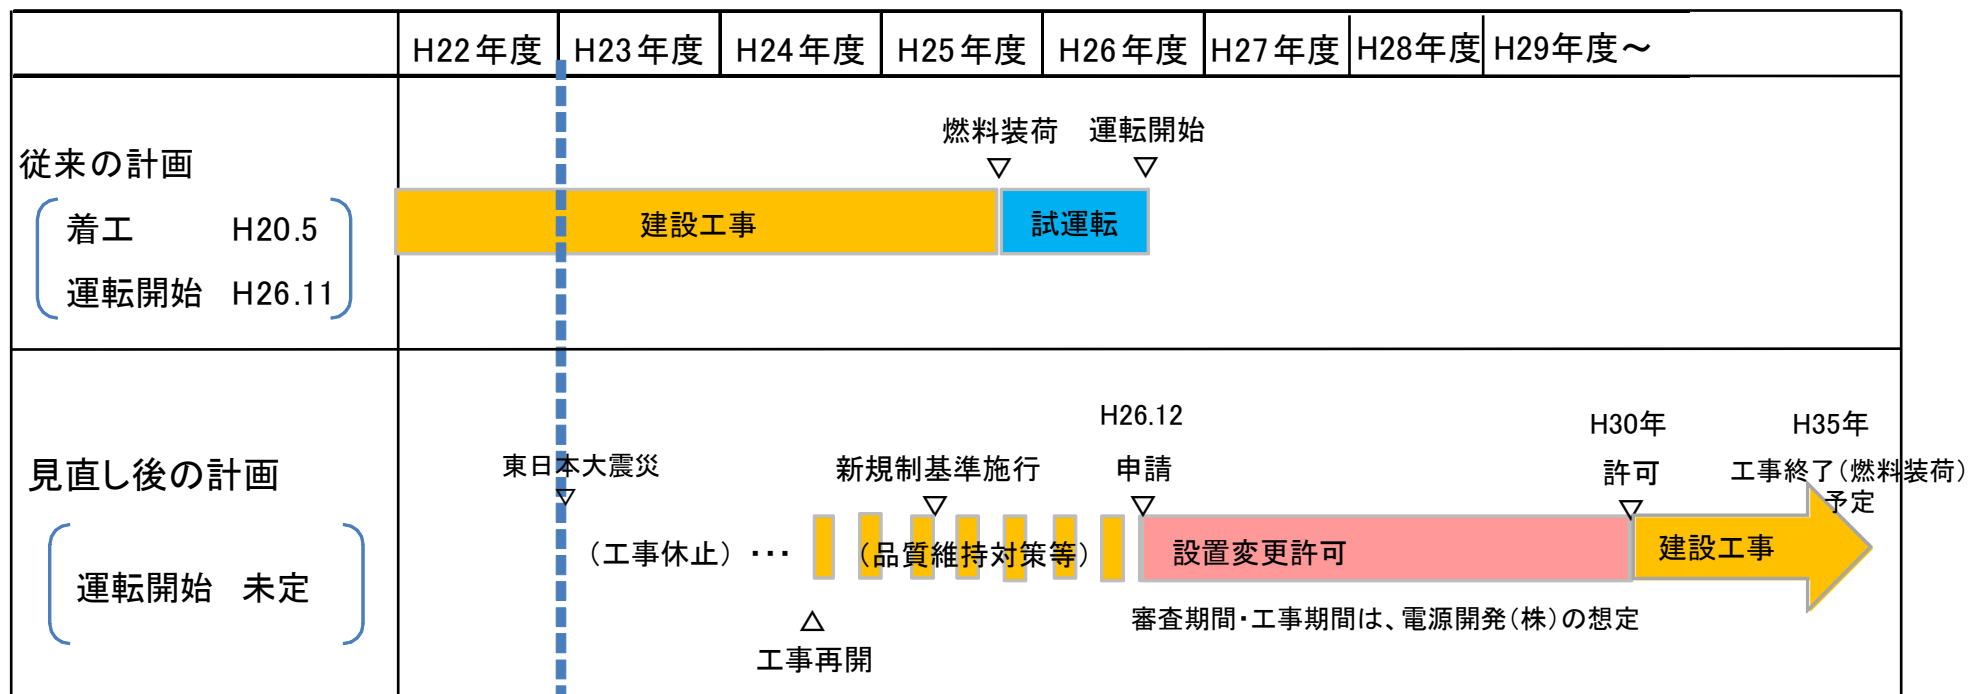 H22年度 H23年度 H24年度 H25年度 H26年度 H27年度 H28年度 H29年度～
燃料装荷 運転開始
▽ ▽
従来の計画
着工 H20.5
運転開始 H26.11
建設工事 試運転
H26.12
H30年 H35年
東日本大震災 新規制基準施行 申請 許可 工事終了（燃料装荷）
予定
▽ ▽ ▽ ▽
見直し後の計画
運転開始 未定
（工事休止）・・・ （品質維持対策等） 設置変更許可 建設工事
審査期間・工事期間は、電源開発（株）の想定
△
工事再開